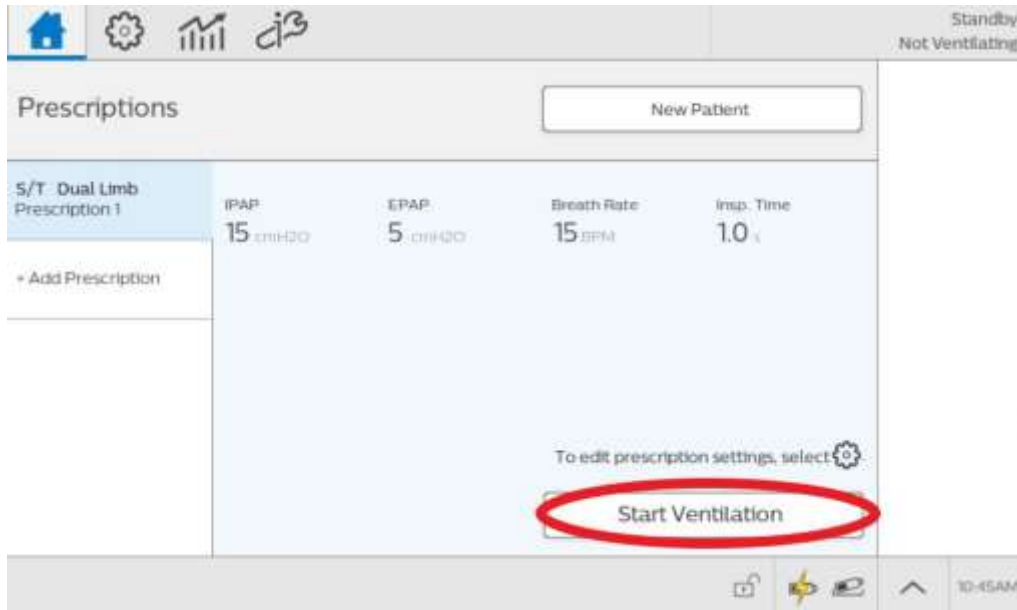 Standby
Not Ventilating
Prescriptions
New Patient
S/T Dual Limb
Prescription 1
+ Add Prescription
IPAP
15 cmH2O
EPAP
5 cmH2O
Breath Rate
15 BPM
Insp. Time
1.0 s
To edit prescription settings, select
Start Ventilation
10:45AM